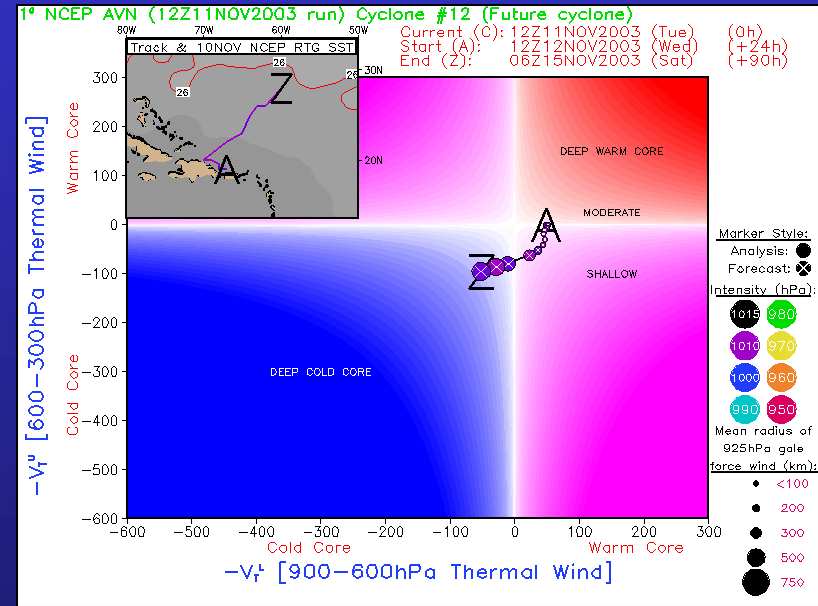 1º NCEP AVN (12Z11NOV2003 run) Cyclone #12 (Future cyclone)
80W 70W 60W 50W
Track & 10NOV NCEP RTG SST
Current (C): 12Z11NOV2003 (Tue) (0h)
Start (A): 12Z12NOV2003 (Wed) (+24h)
End (Z): 06Z15NOV2003 (Sat) (+90h)
26
26
26
30N
20N
Z
A
−VTU [600−300hPa Thermal Wind]
Warm Core
Cold Core
300
200
100
0
−100
−200
−300
−400
−500
−600
DEEP WARM CORE
MODERATE
SHALLOW
DEEP COLD CORE
A
Z
−600 −500 −400 −300 −200 −100 0 100 200 300
Cold Core Warm Core
−VTL [900−600hPa Thermal Wind]
Marker Style:
Analysis:
Forecast:
Intensity (hPa):
1015 980
1010 970
1000 960
990 950
Mean radius of
925hPa gale
force wind (km):
<100
200
300
500
750